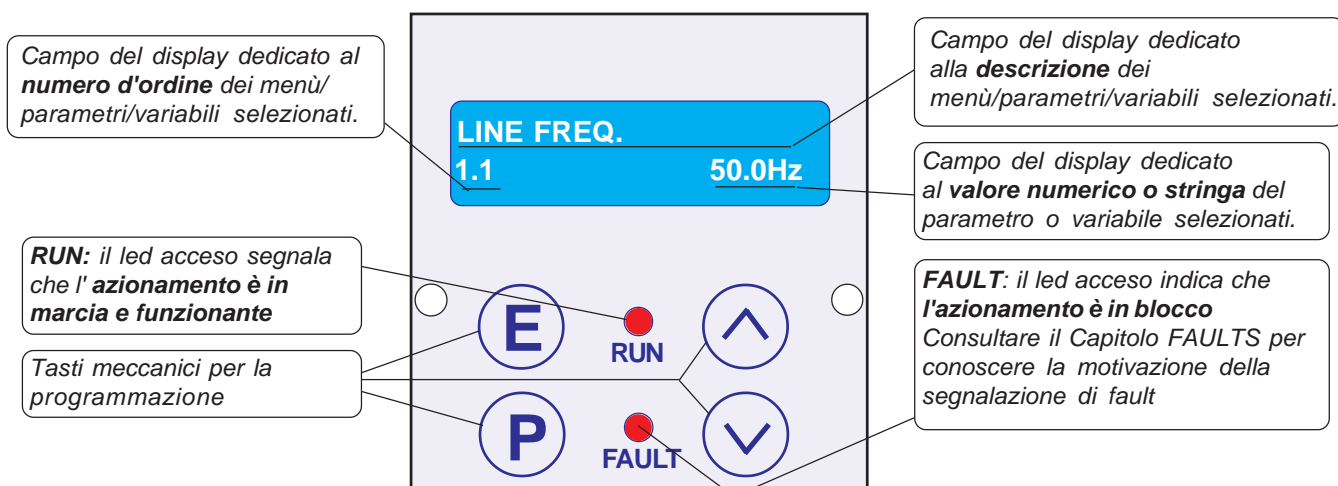 Campo del display dedicato al
numero d'ordine dei menù/
parametri/variabili selezionati.
Campo del display dedicato
alla descrizione dei
menù/parametri/variabili selezionati.
LINE FREQ.
1.1 50.0Hz
Campo del display dedicato
al valore numerico o stringa del
parametro o variabile selezionati.
RUN: il led acceso segnala
che l' azionamento è in
marcia e funzionante
FAULT: il led acceso indica che
l'azionamento è in blocco
Consultare il Capitolo FAULTS per
conoscere la motivazione della
segnalazione di fault
Tasti meccanici per la
programmazione
E
RUN
P
FAULT